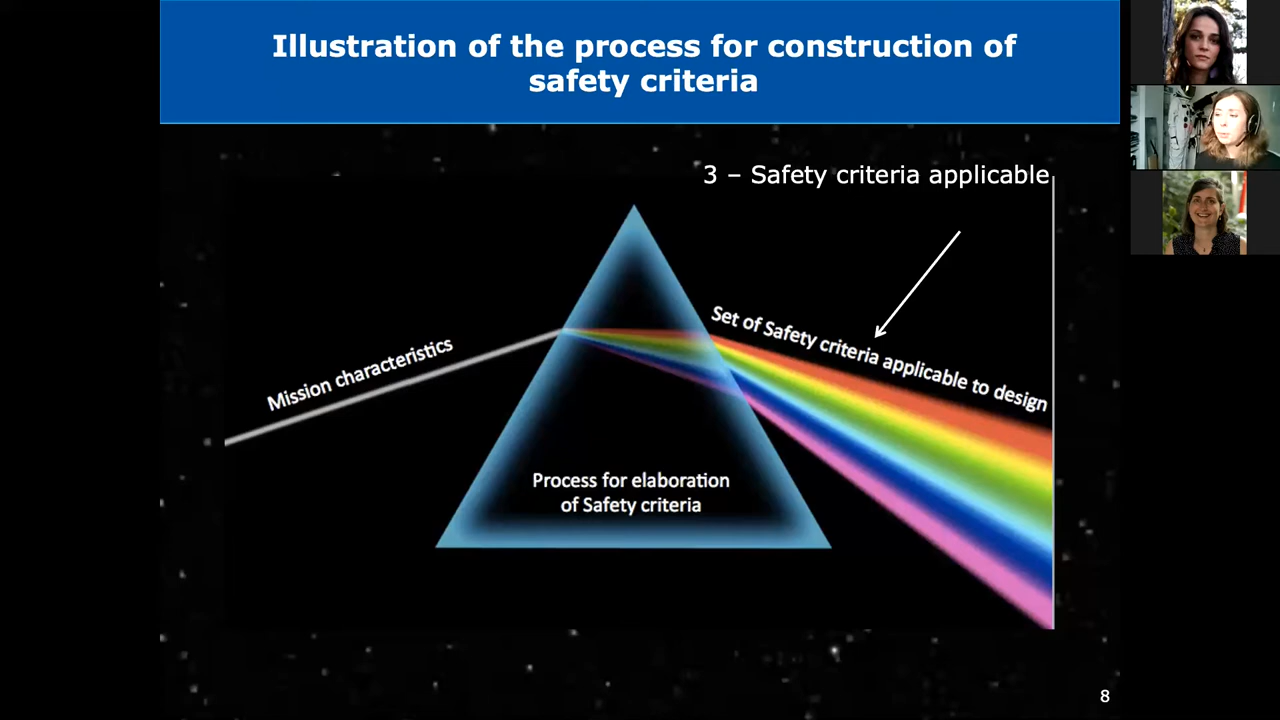 Illustration of the process for construction of
safety criteria
3 – Safety criteria applicable
Mission characteristics
Set of Safety criteria applicable to design
Process for elaboration
of Safety criteria
8